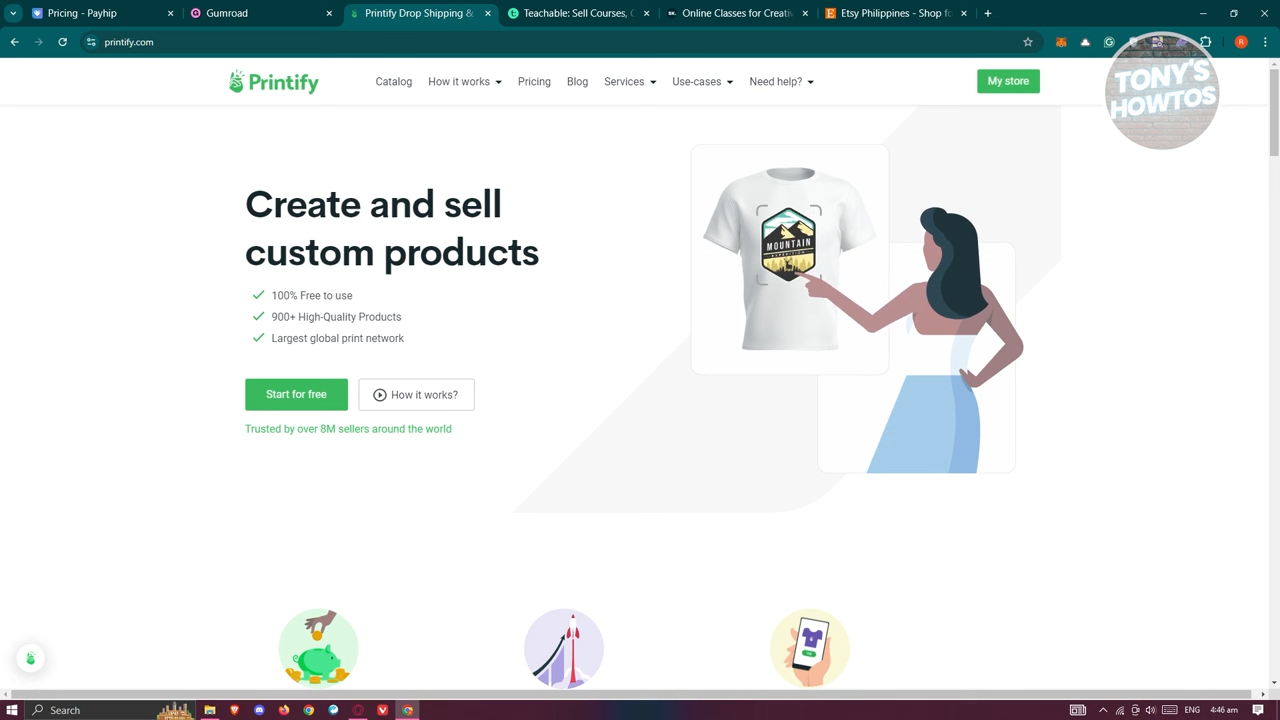 Pricing - Payhip
Gumroad
Printify: Drop Shipping &
Teachable: Sell Courses, C
Online Classes for Creativ
Etsy Philippines - Shop fo
printify.com
Printify
Catalog
How it works
Pricing
Blog
Services
Use-cases
Need help?
My store
TONY'S
HOWTOS
Create and sell
custom products
100% Free to use
900+ High-Quality Products
Largest global print network
Start for free
How it works?
Trusted by over 8M sellers around the world
MOUNTAIN
Search
ENG
4:46 am